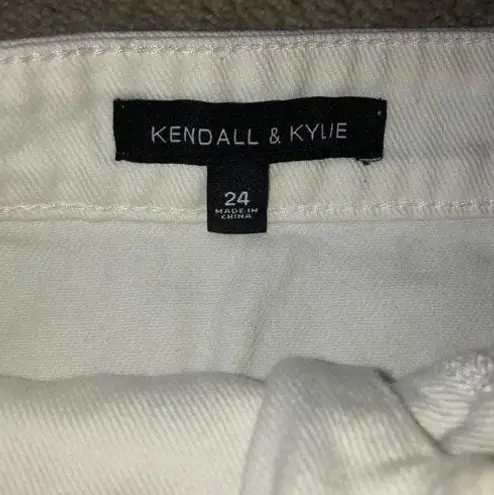 KENDALL & KYLIE
24
MADE IN
CHINA